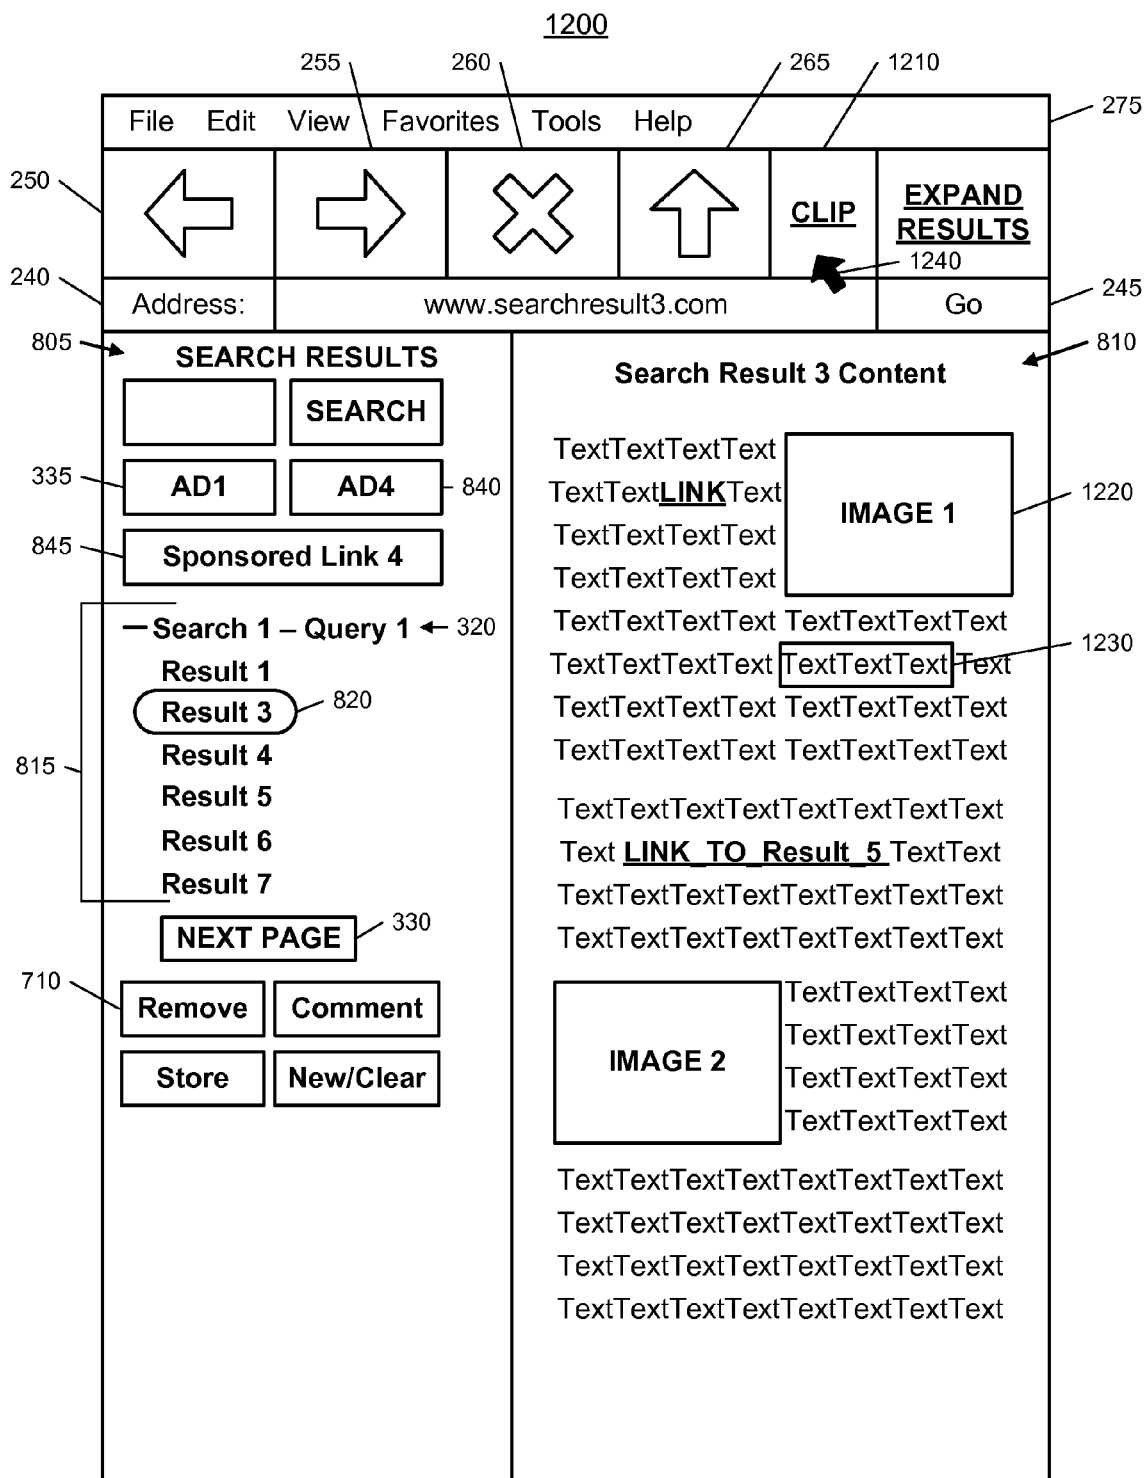 1200
255 260 265 1210
File Edit View Favorites Tools Help 275
250 CLIP EXPAND RESULTS
1240
240 Address: www.searchresult3.com Go 245
805 SEARCH RESULTS
810
Search Result 3 Content
SEARCH
335 AD1 AD4 840
845 Sponsored Link 4
– Search 1 – Query 1 320
Result 1
Result 3 820
Result 4
815
Result 5
Result 6
Result 7
NEXT PAGE 330
710
Remove Comment
Store New/Clear
TextTextTextText
TextTextLINKText
TextTextTextText
TextTextTextText
IMAGE 1 1220
TextTextTextText TextTextTextText
TextTextTextText TextTextText Text 1230
TextTextTextText TextTextTextText
TextTextTextText TextTextTextText
TextTextTextTextTextTextTextText
Text LINK_TO_Result_5 TextText
TextTextTextTextTextTextTextText
TextTextTextTextTextTextTextText
IMAGE 2
TextTextTextText
TextTextTextText
TextTextTextText
TextTextTextText
TextTextTextTextTextTextTextText
TextTextTextTextTextTextTextText
TextTextTextTextTextTextTextText
TextTextTextTextTextTextTextText